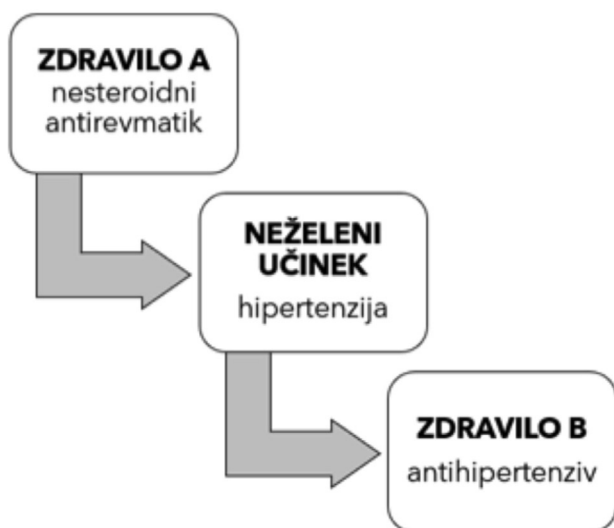 ZDRAVILO A
nesteroidni
antirevmatik
NEŽELENI
UČINEK
hipertenzija
ZDRAVILO B
antihipertenziv